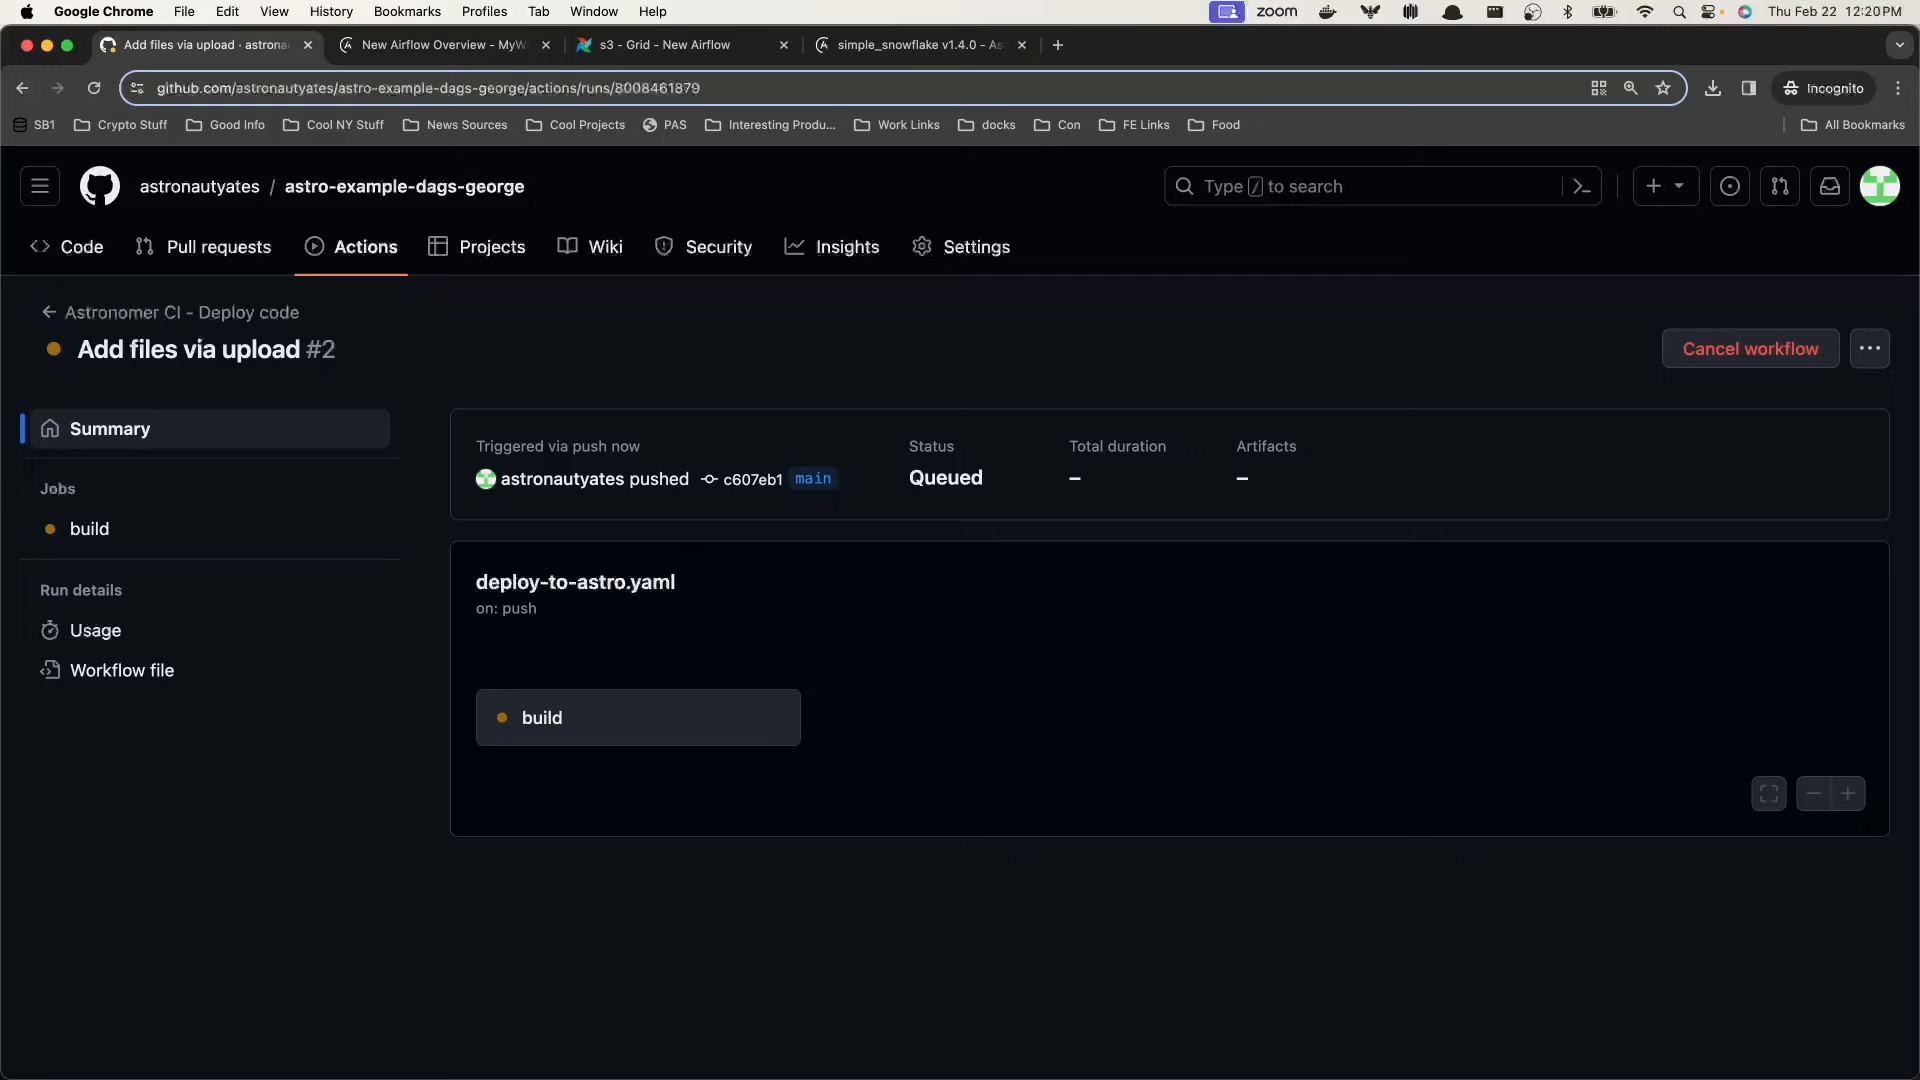 Google Chrome File Edit View History Bookmarks Profiles Tab Window Help zoom Thu Feb 22 12:20 PM
Add files via upload · astrona New Airflow Overview - MyW s3 - Grid - New Airflow simple_snowflake v1.4.0 - As
github.com/astronautyates/astro-example-dags-george/actions/runs/8008461879 Incognito
SB1 Crypto Stuff Good Info Cool NY Stuff News Sources Cool Projects PAS Interesting Produ... Work Links docks Con FE Links Food All Bookmarks
astronautyates / astro-example-dags-george Type / to search
Code Pull requests Actions Projects Wiki Security Insights Settings
Astronomer CI - Deploy code
Add files via upload #2
Cancel workflow
Summary
Jobs
build
Run details
Usage
Workflow file
Triggered via push now Status Total duration Artifacts
astronautyates pushed c607eb1 main Queued – –
deploy-to-astro.yaml
on: push
build